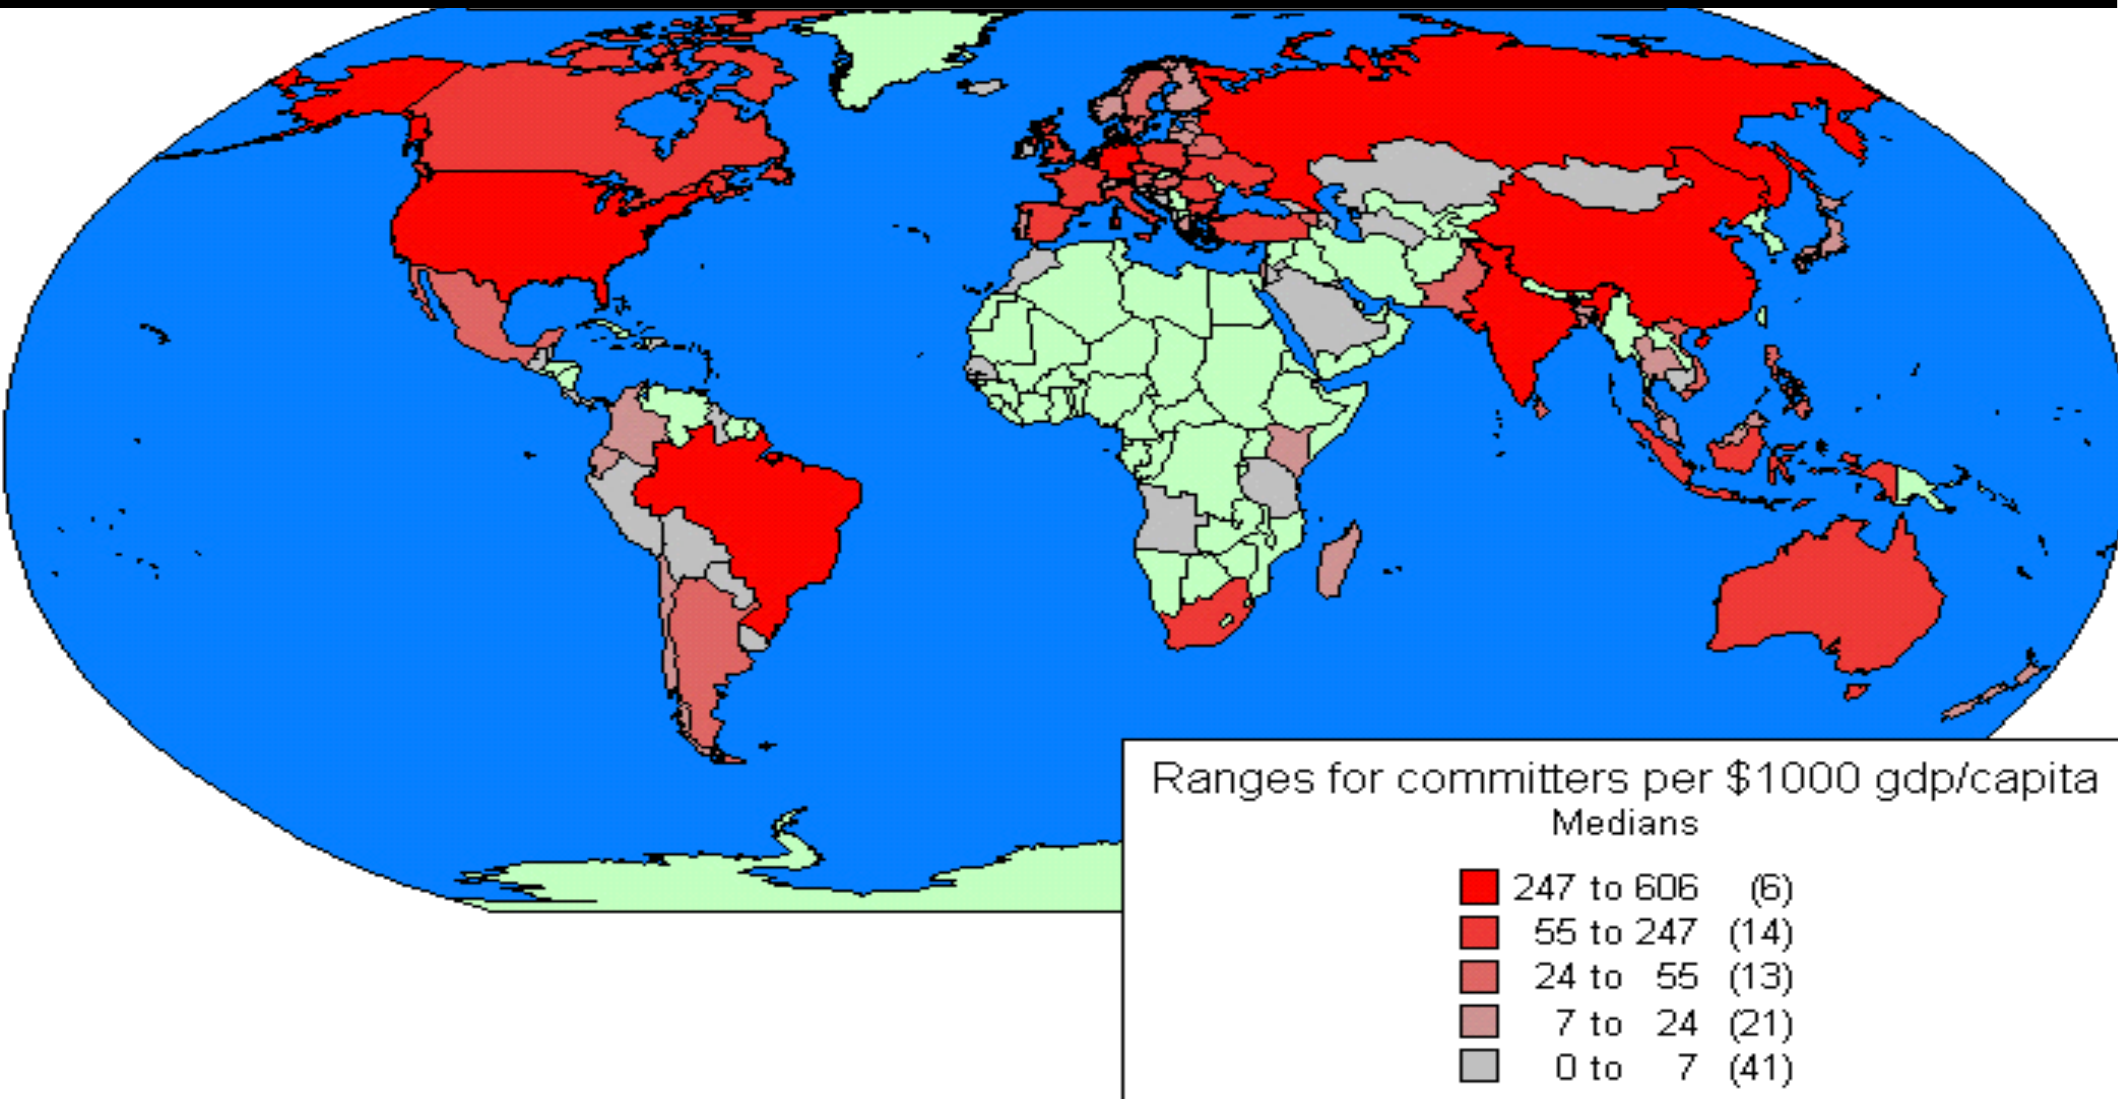 Ranges for committers per $1000 gdp/capita
Medians
247 to 606 (6)
55 to 247 (14)
24 to 55 (13)
7 to 24 (21)
0 to 7 (41)